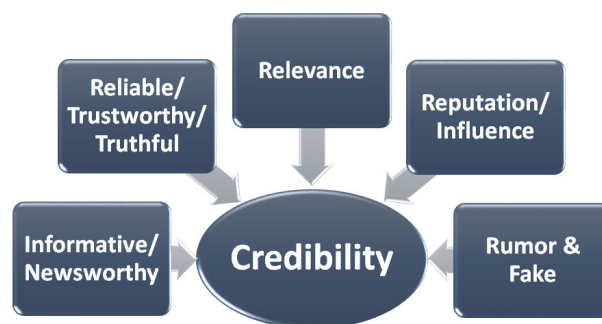 Relevance
Reliable/
Trustworthy/
Truthful
Reputation/
Influence
Informative/
Newsworthy
Credibility
Rumor &
Fake